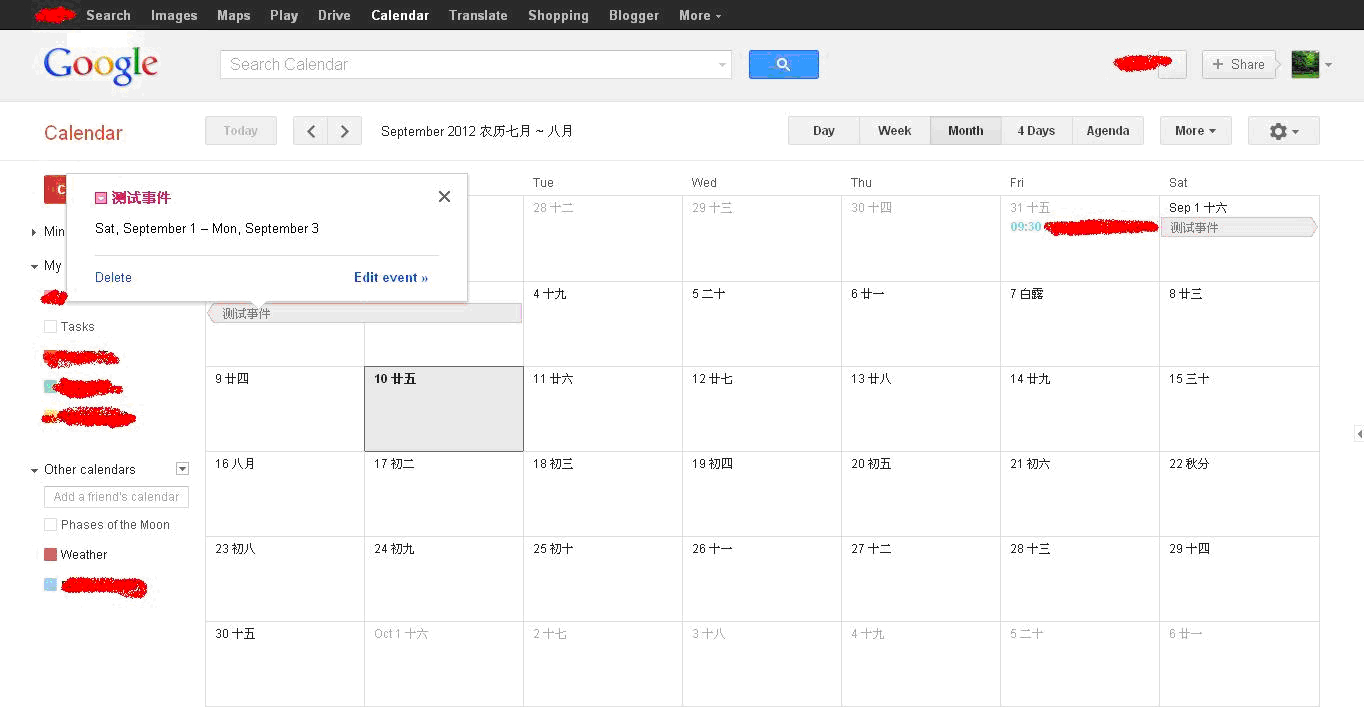 Search Images Maps Play Drive Calendar Translate Shopping Blogger More
Google
Search Calendar
+ Share
Calendar
Today
September 2012 农历七月 ~ 八月
Day Week Month 4 Days Agenda
More
C
测试事件
Sat, September 1 – Mon, September 3
Delete Edit event »
Min
My
Tasks
Other calendars
Add a friend's calendar
Phases of the Moon
Weather
Tue Wed Thu Fri Sat
28 十二 29 十三 30 十四 31 十五 Sep 1 十六
09:30 测试事件
4 十九 5 二十 6 廿一 7 白露 8 廿三
测试事件
9 廿四 10 廿五 11 廿六 12 廿七 13 廿八 14 廿九 15 三十
16 八月 17 初二 18 初三 19 初四 20 初五 21 初六 22 秋分
23 初八 24 初九 25 初十 26 十一 27 十二 28 十三 29 十四
30 十五 Oct 1 十六 2 十七 3 十八 4 十九 5 二十 6 廿一